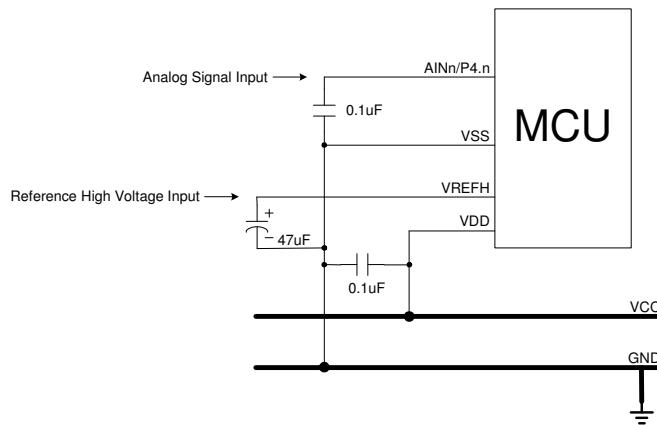 AINn/P4.n
Analog Signal Input
0.1uF
MCU
VSS
VREFH
Reference High Voltage Input
+
VDD
− 47uF
0.1uF
VCC
GND